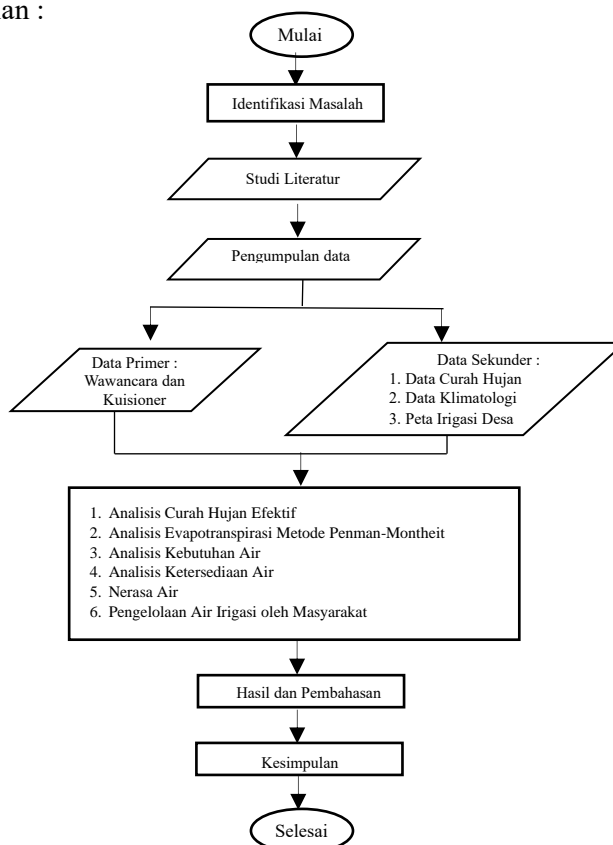 an :
Mulai
Identifikasi Masalah
Studi Literatur
Pengumpulan data
Data Primer :
Wawancara dan
Kuisioner
Data Sekunder :
1. Data Curah Hujan
2. Data Klimatologi
3. Peta Irigasi Desa
1. Analisis Curah Hujan Efektif
2. Analisis Evapotranspirasi Metode Penman-Montheit
3. Analisis Kebutuhan Air
4. Analisis Ketersediaan Air
5. Nerasa Air
6. Pengelolaan Air Irigasi oleh Masyarakat
Hasil dan Pembahasan
Kesimpulan
Selesai